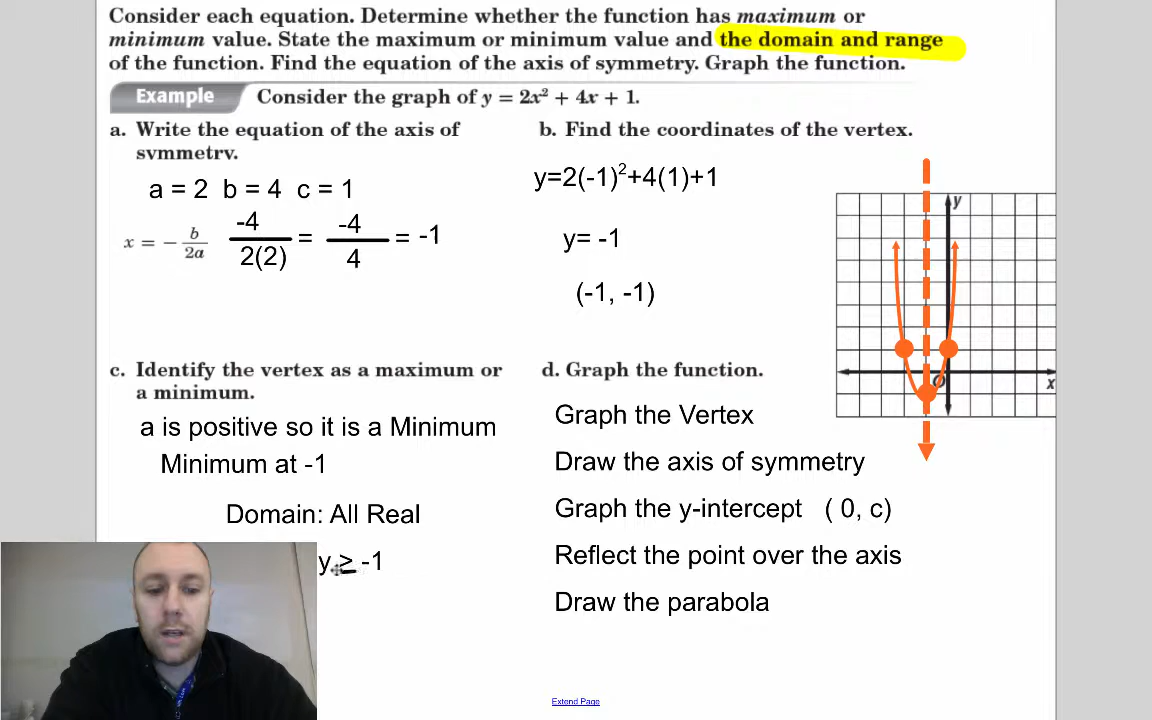 Consider each equation. Determine whether the function has maximum or
minimum value. State the maximum or minimum value and the domain and range
of the function. Find the equation of the axis of symmetry. Graph the function.
Example Consider the graph of y = 2x² + 4x + 1.
a. Write the equation of the axis of
symmetry.
a = 2 b = 4 c = 1
x = - b/2a -4/2(2) = -4/4 = -1
b. Find the coordinates of the vertex.
y=2(-1)²+4(1)+1
y= -1
(-1, -1)
y
O
x
c. Identify the vertex as a maximum or
a minimum.
a is positive so it is a Minimum
Minimum at -1
Domain: All Real
y ≥ -1
d. Graph the function.
Graph the Vertex
Draw the axis of symmetry
Graph the y-intercept ( 0, c)
Reflect the point over the axis
Draw the parabola
Extend Page